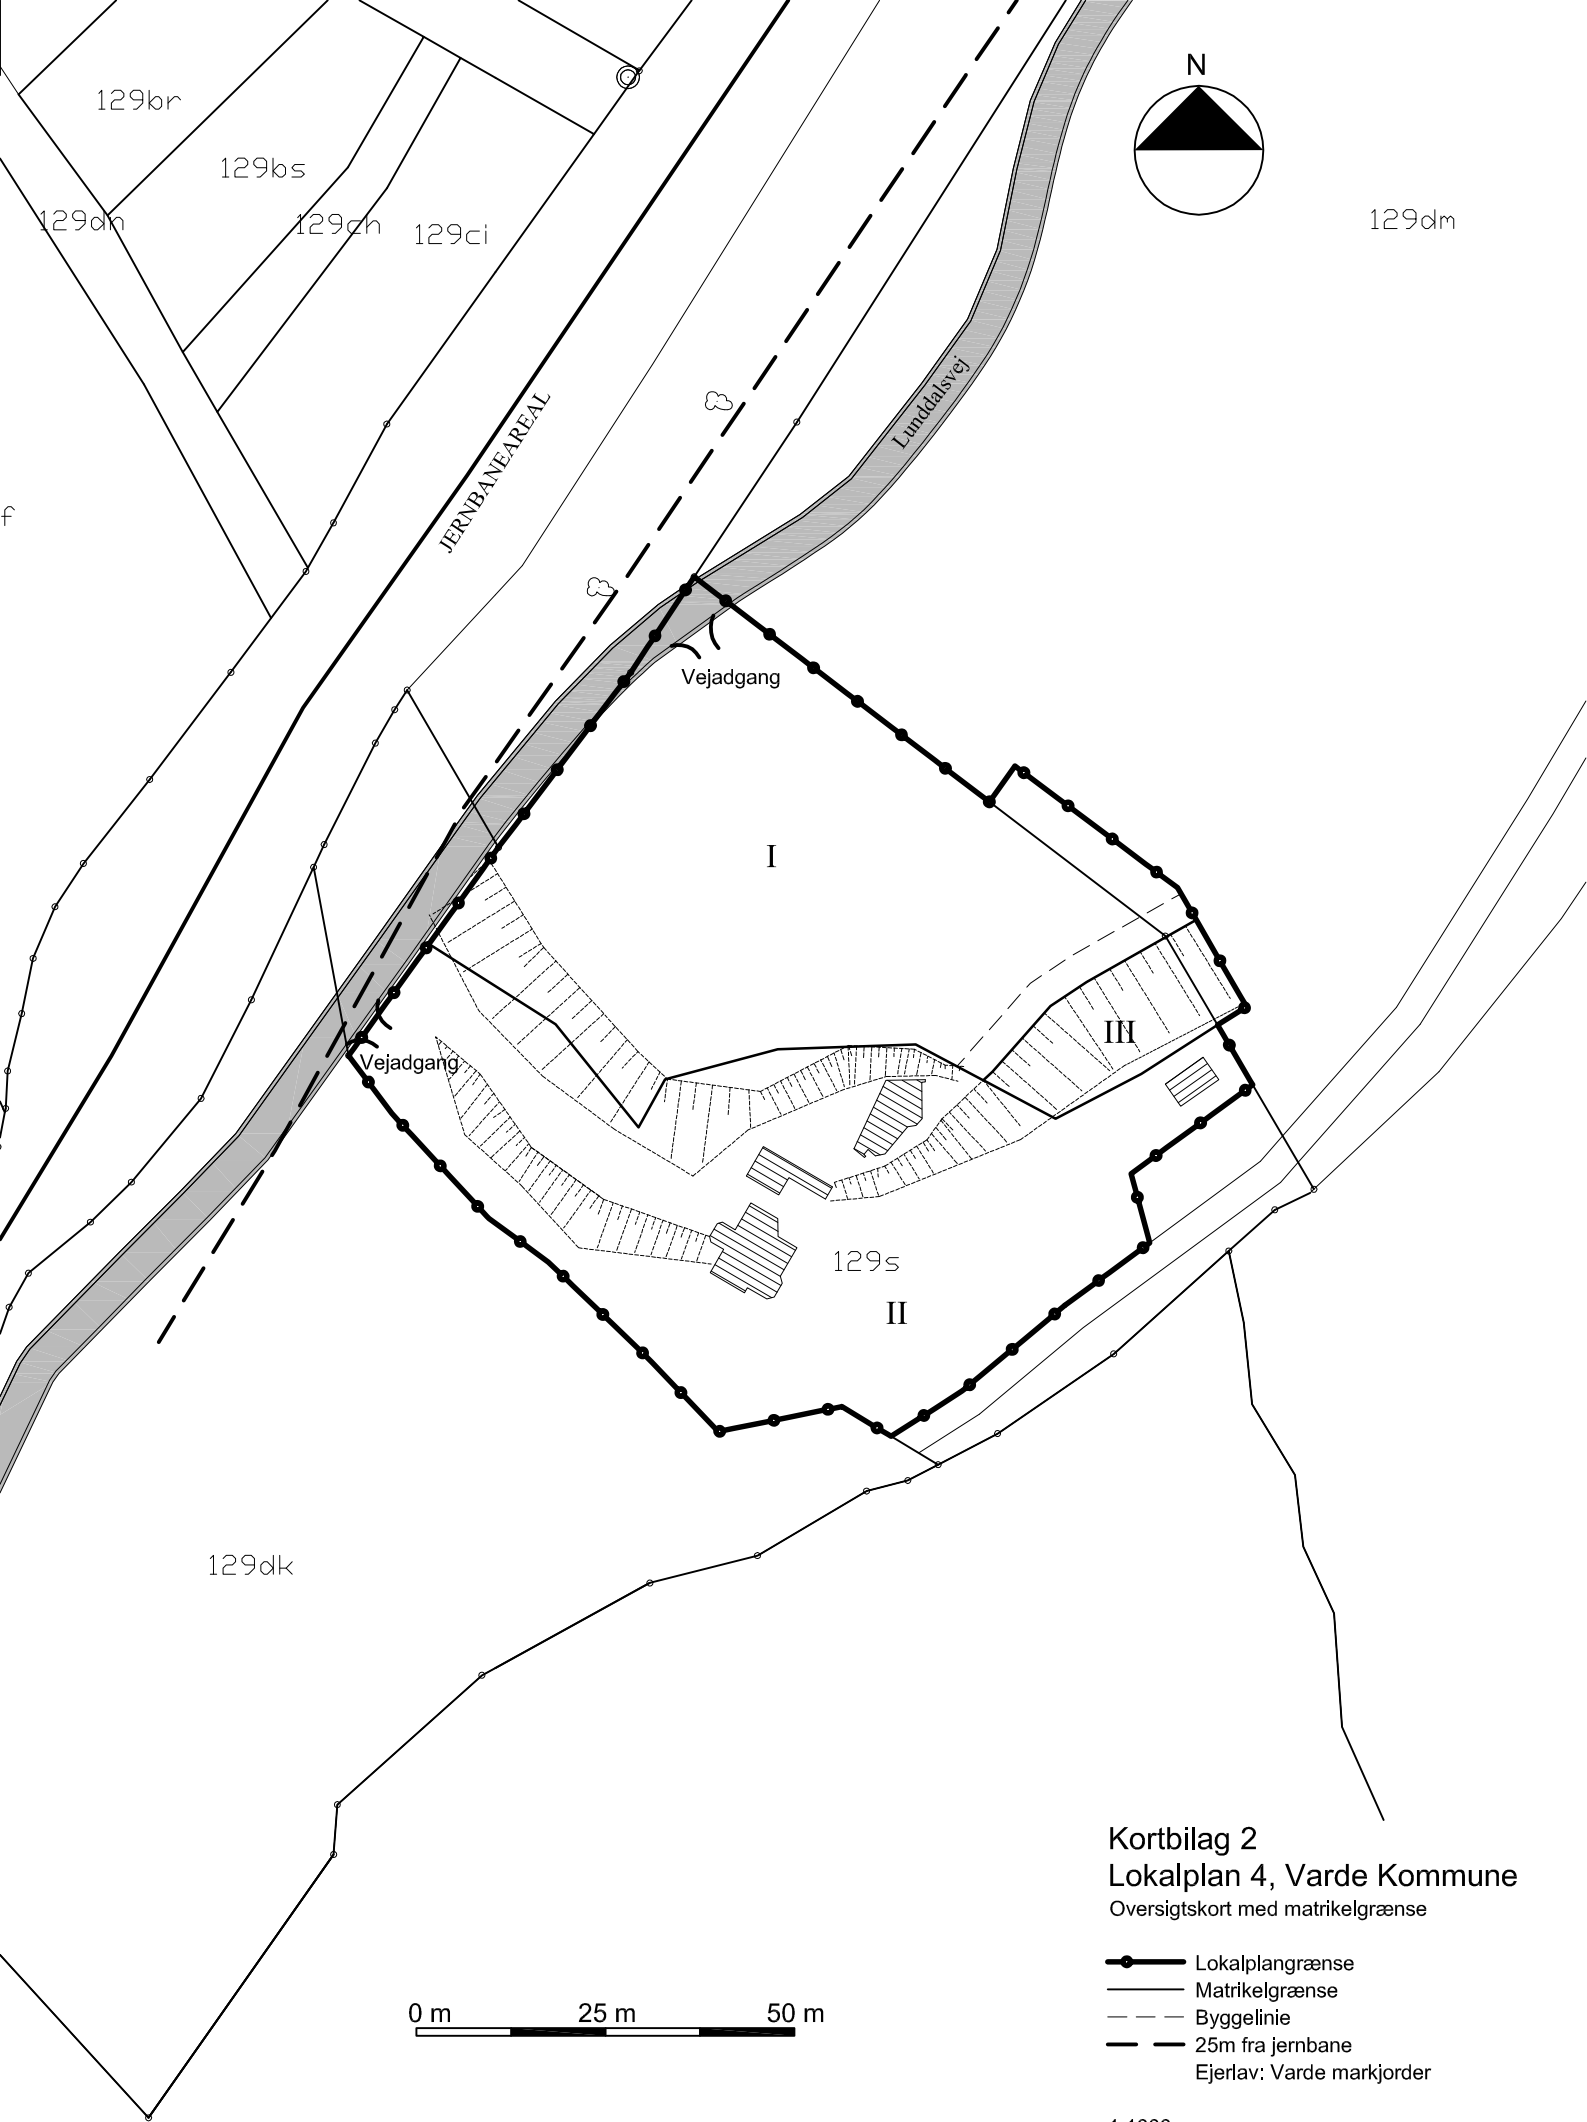 N
129br
129bs
129dn
129ch
129ci
129dm
Lunddalsvej
JERNBANEAREAL
f
Vejadgang
I
III
Vejadgang
129s
II
129dk
Kortbilag 2
Lokalplan 4, Varde Kommune
Oversigtskort med matrikelgrænse
Lokalplangrænse
Matrikelgrænse
Byggelinie
25m fra jernbane
Ejerlav: Varde markjorder
0 m 25 m 50 m